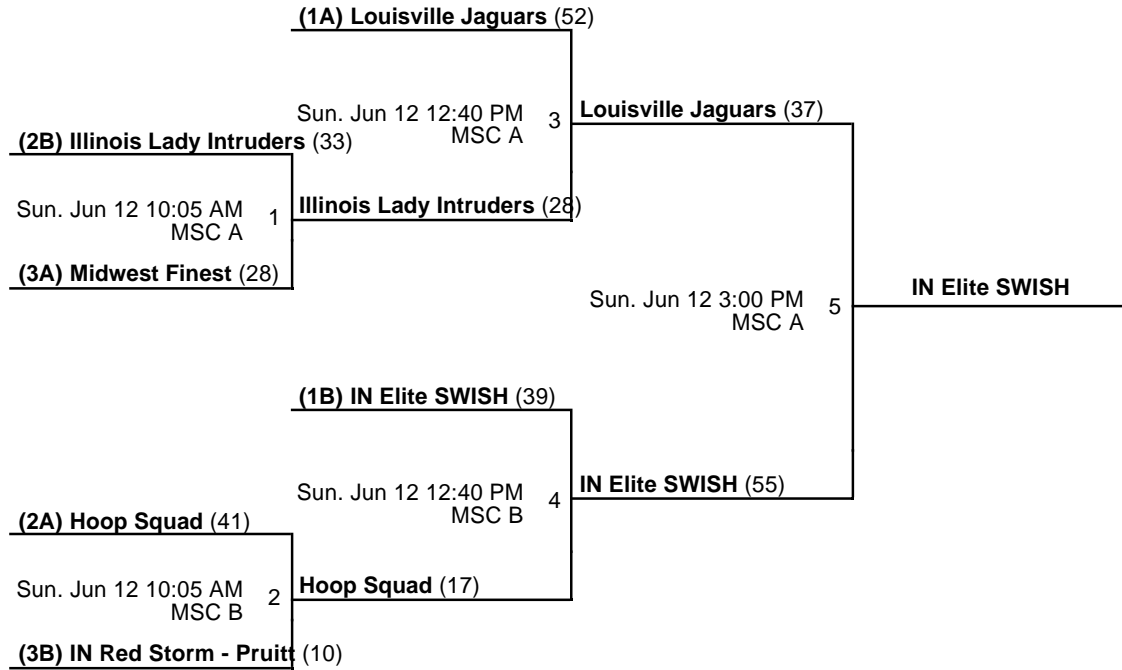 (1A) Louisville Jaguars (52)
Sun. Jun 12 12:40 PM
MSC A
3
Louisville Jaguars (37)
(2B) Illinois Lady Intruders (33)
Sun. Jun 12 10:05 AM
MSC A
1
Illinois Lady Intruders (28)
(3A) Midwest Finest (28)
Sun. Jun 12 3:00 PM
MSC A
5
IN Elite SWISH
(1B) IN Elite SWISH (39)
Sun. Jun 12 12:40 PM
MSC B
4
IN Elite SWISH (55)
(2A) Hoop Squad (41)
Sun. Jun 12 10:05 AM
MSC B
2
Hoop Squad (17)
(3B) IN Red Storm - Pruitt (10)